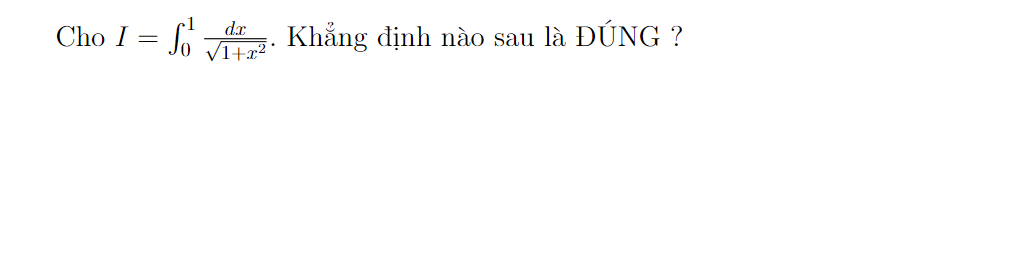 Cho $I = \int_0^1 \frac{dx}{\sqrt{1+x^2}}$. Khẳng định nào sau là ĐÚNG ?